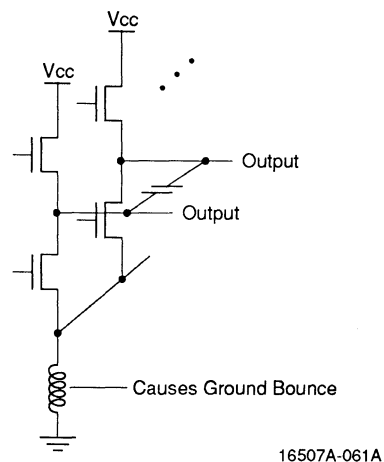 Vcc
Vcc
Output
Output
Causes Ground Bounce
16507A-061A